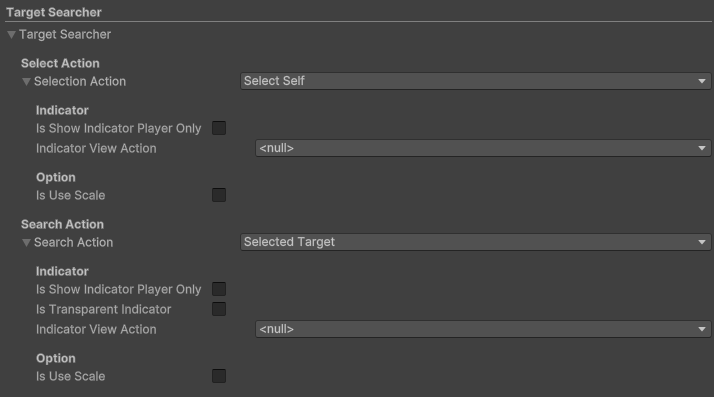 Target Searcher
Target Searcher
Select Action
Selection Action Select Self
Indicator
Is Show Indicator Player Only
Indicator View Action <null>
Option
Is Use Scale
Search Action
Search Action Selected Target
Indicator
Is Show Indicator Player Only
Is Transparent Indicator
Indicator View Action <null>
Option
Is Use Scale